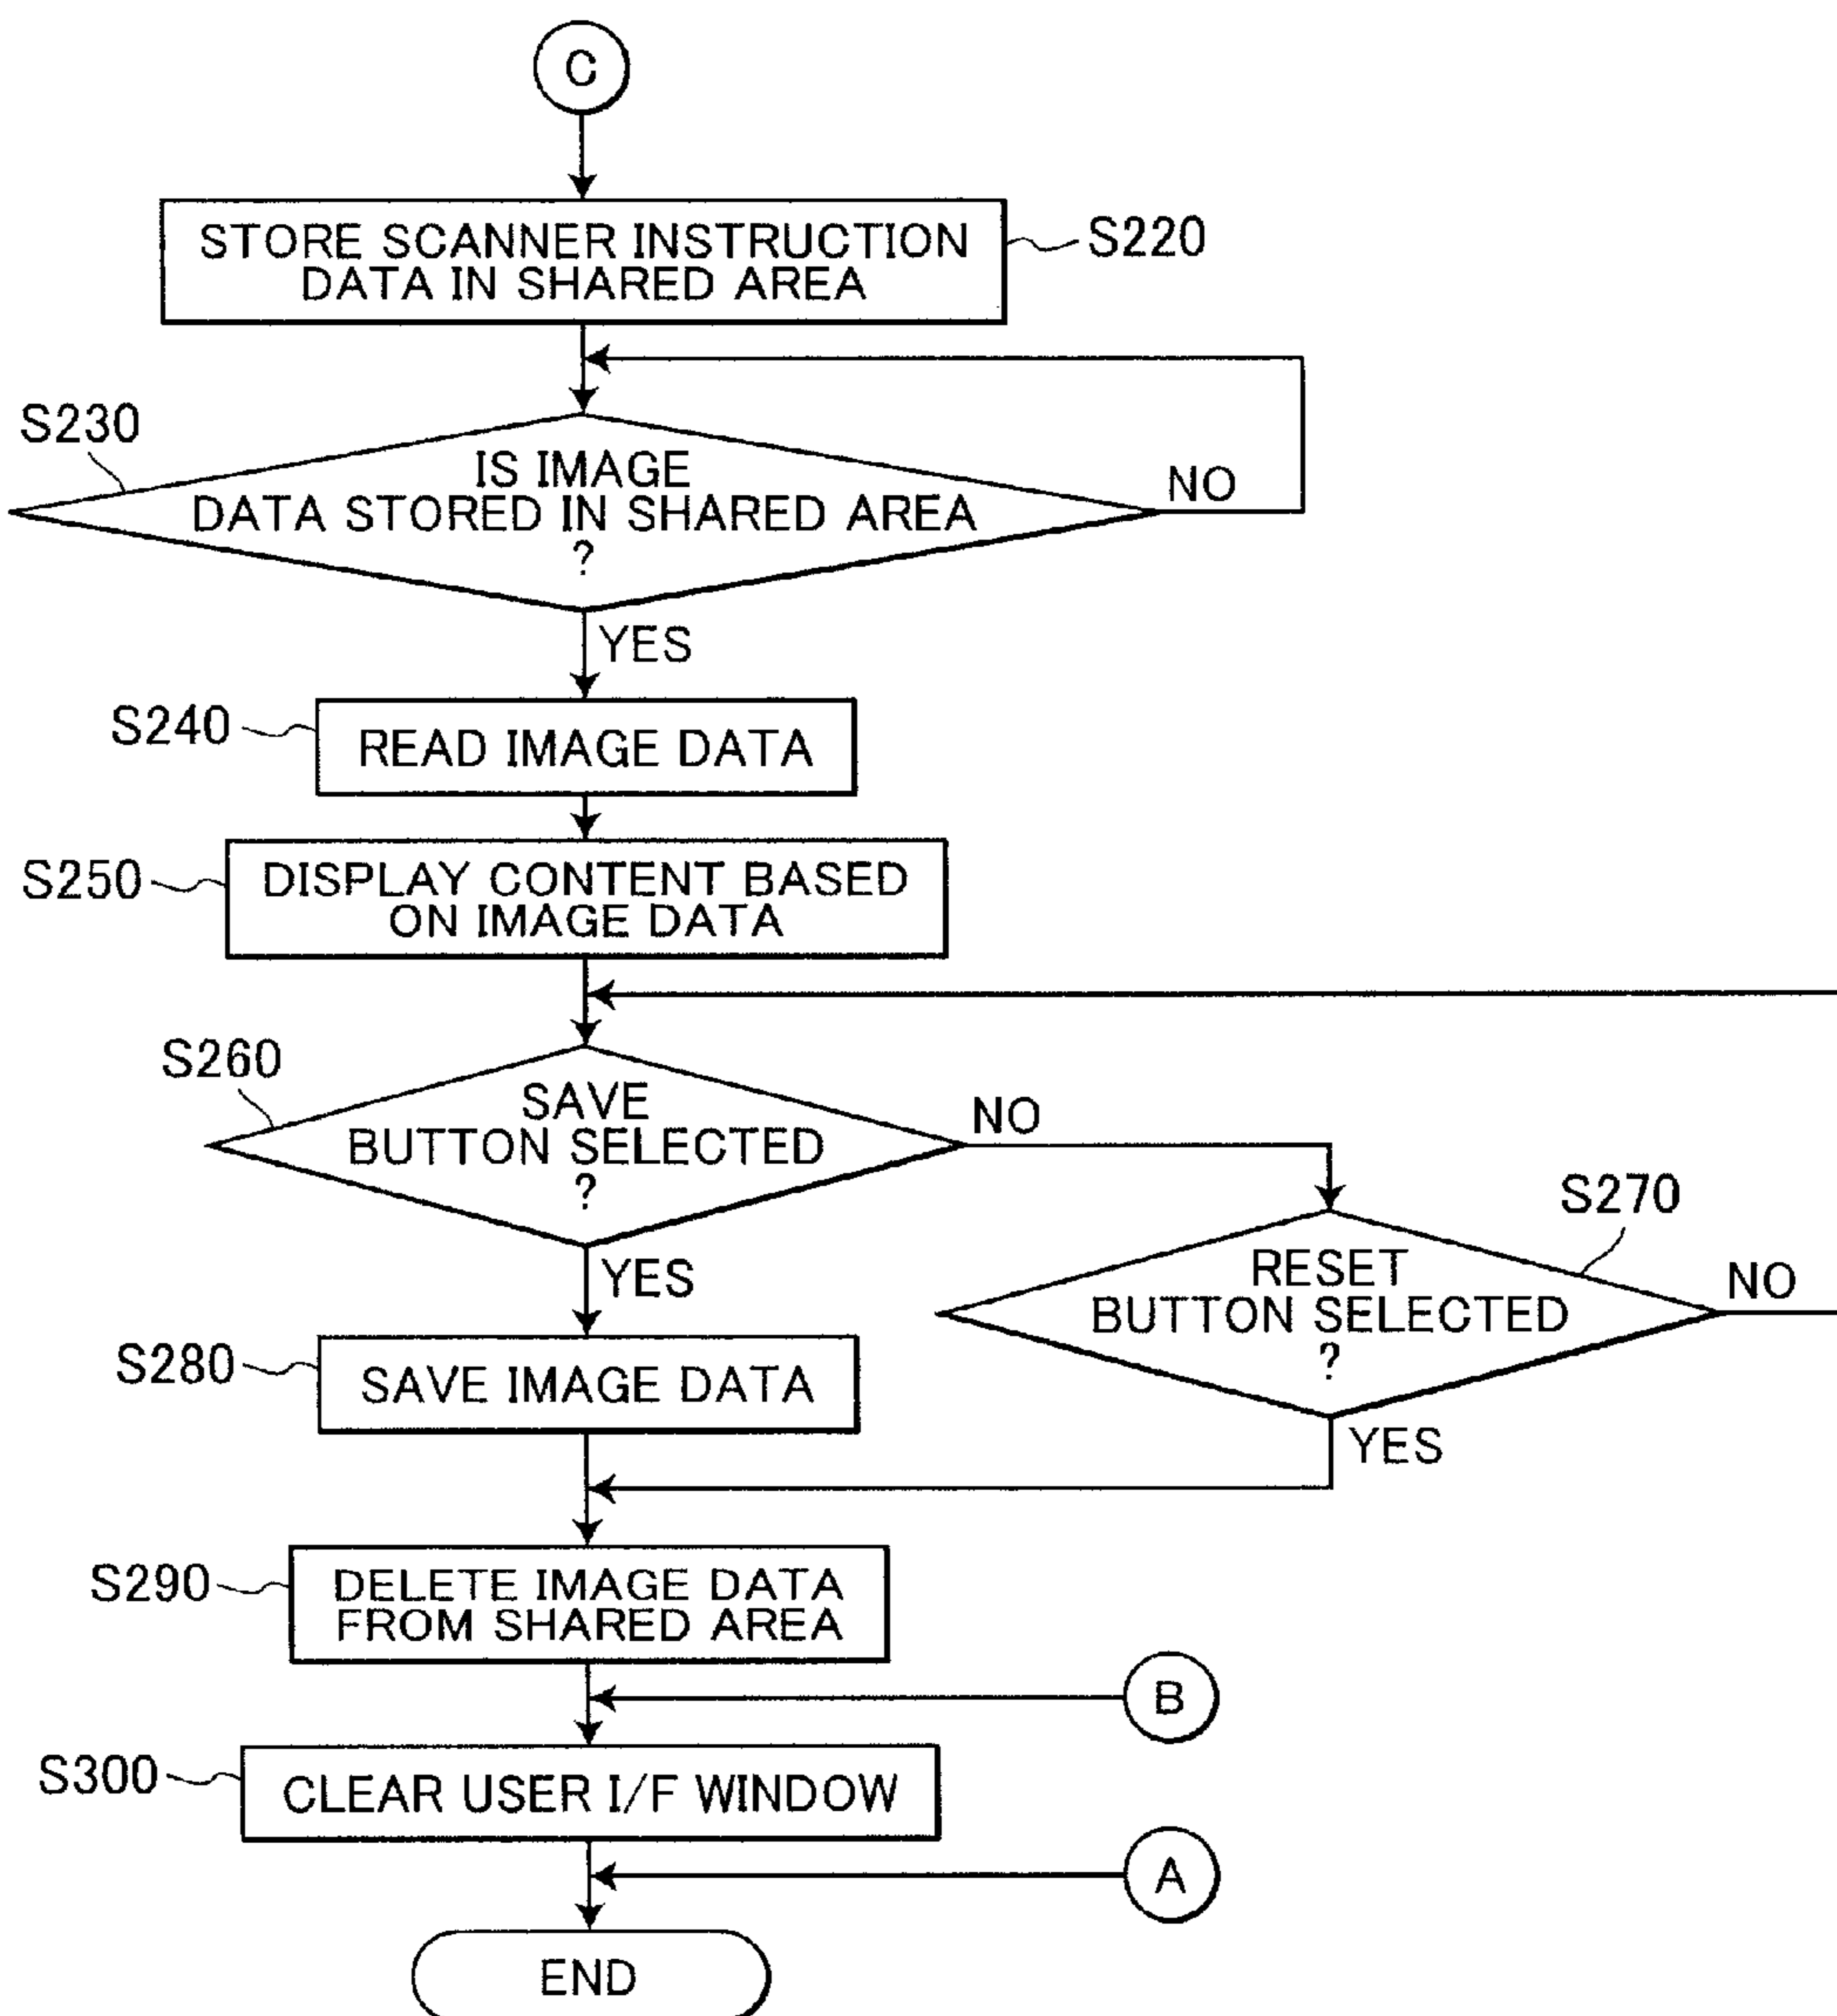 C
STORE SCANNER INSTRUCTION
DATA IN SHARED AREA
S220
S230
IS IMAGE
DATA STORED IN SHARED AREA
?
NO
YES
S240
READ IMAGE DATA
S250
DISPLAY CONTENT BASED
ON IMAGE DATA
S260
SAVE
BUTTON SELECTED
?
NO
YES
S270
RESET
BUTTON SELECTED
?
NO
YES
S280
SAVE IMAGE DATA
S290
DELETE IMAGE DATA
FROM SHARED AREA
B
S300
CLEAR USER I/F WINDOW
A
END